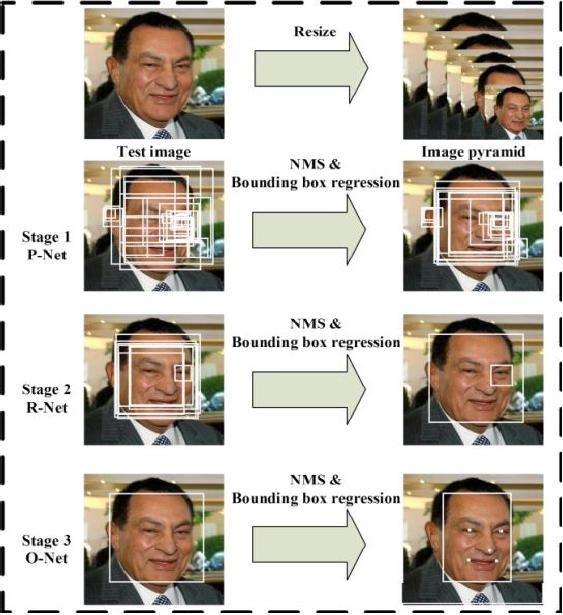 Resize
Test image
Image pyramid
NMS &
Bounding box regression
Stage 1
P-Net
NMS &
Bounding box regression
Stage 2
R-Net
NMS &
Bounding box regression
Stage 3
O-Net